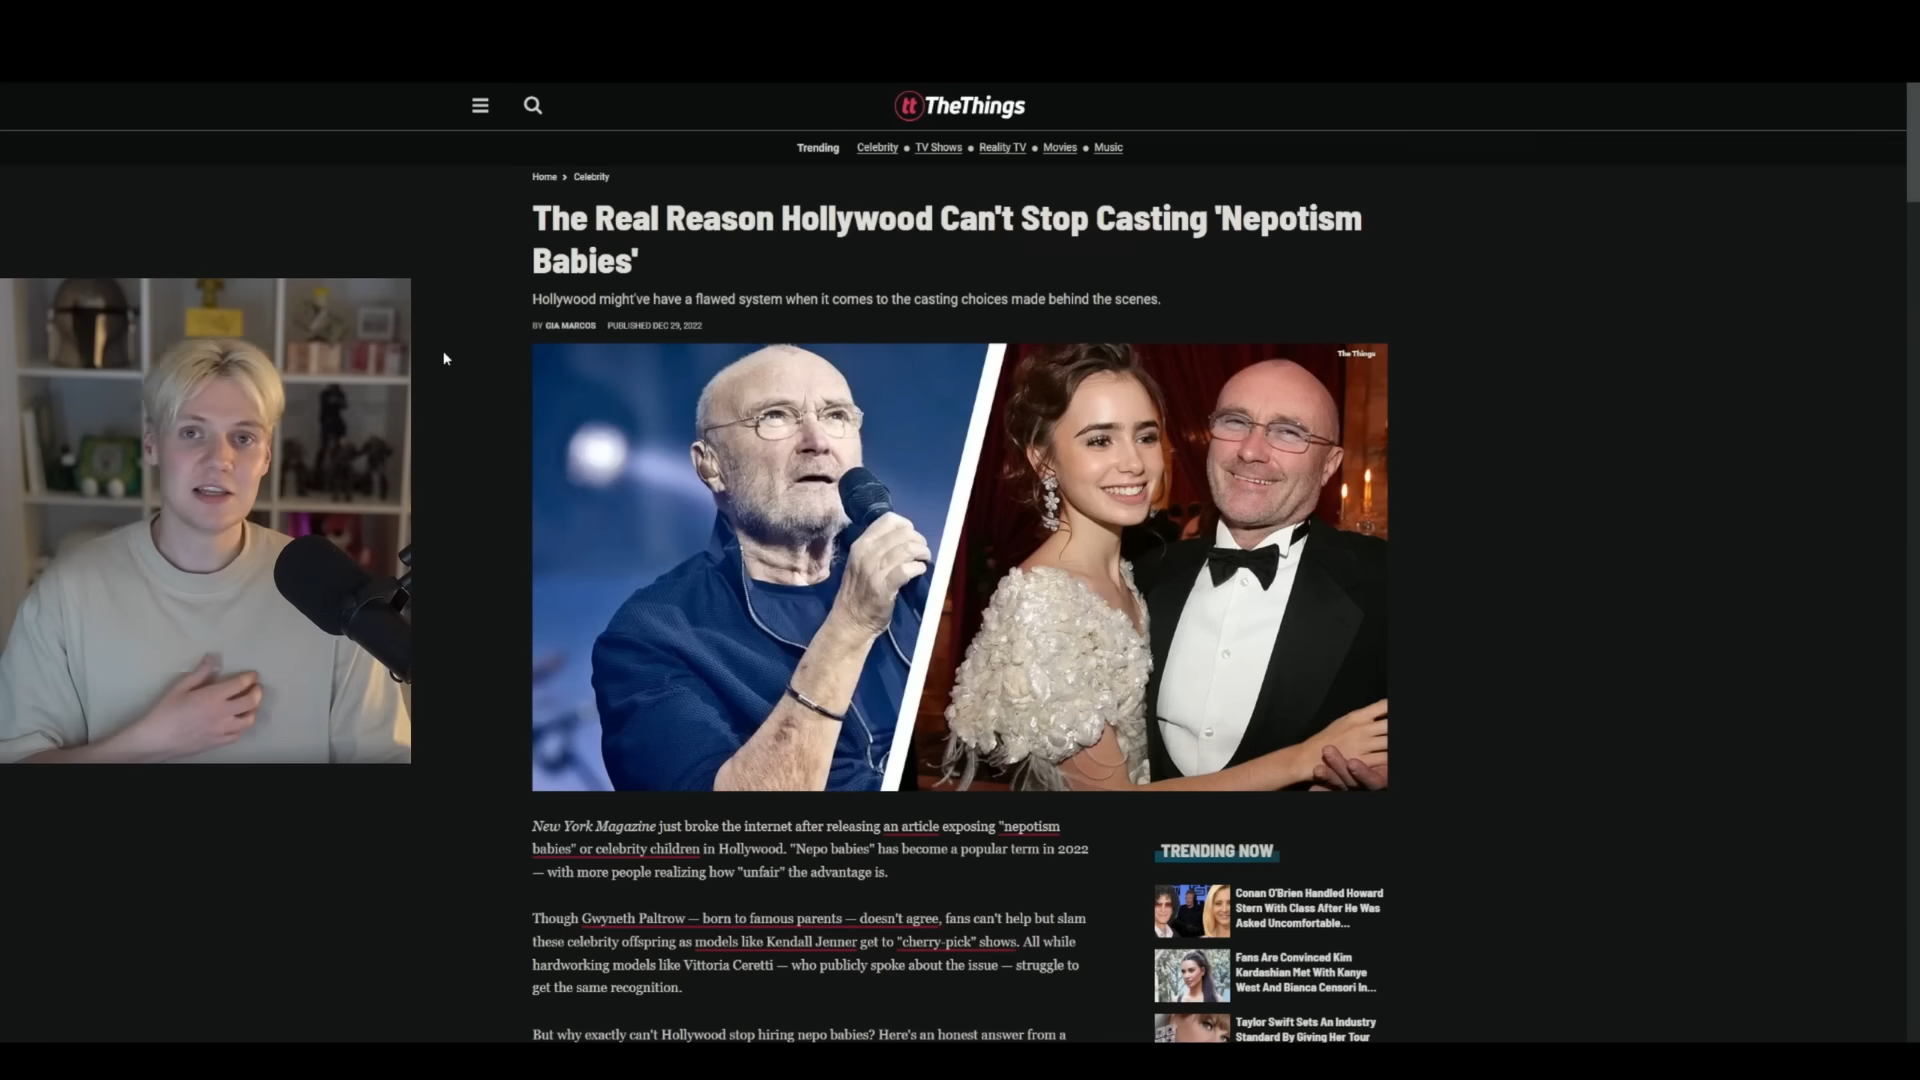 tt TheThings
Trending Celebrity • TV Shows • Reality TV • Movies • Music
Home > Celebrity
The Real Reason Hollywood Can't Stop Casting 'Nepotism
Babies'
Hollywood might've have a flawed system when it comes to the casting choices made behind the scenes.
BY GIA MARCOS PUBLISHED DEC 29, 2022
The Things
New York Magazine just broke the internet after releasing an article exposing "nepotism
babies" or celebrity children in Hollywood. "Nepo babies" has become a popular term in 2022
— with more people realizing how "unfair" the advantage is.
Though Gwyneth Paltrow — born to famous parents — doesn't agree, fans can't help but slam
these celebrity offspring as models like Kendall Jenner get to "cherry-pick" shows. All while
hardworking models like Vittoria Ceretti — who publicly spoke about the issue — struggle to
get the same recognition.
But why exactly can't Hollywood stop hiring nepo babies? Here's an honest answer from a
TRENDING NOW
Conan O'Brien Handled Howard
Stern With Class After He Was
Asked Uncomfortable...
Fans Are Convinced Kim
Kardashian Met With Kanye
West And Bianca Censori In...
Taylor Swift Sets An Industry
Standard By Giving Her Tour